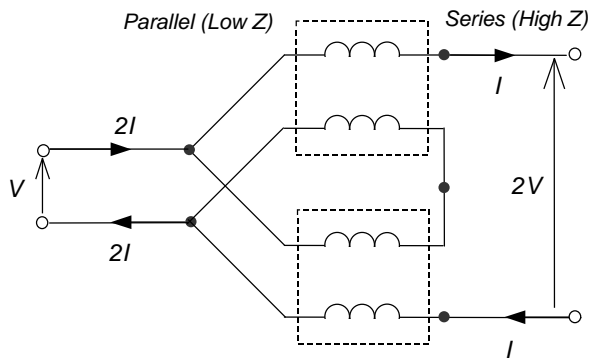 Parallel (Low Z)
Series (High Z)
I
2I
V
2V
2I
I